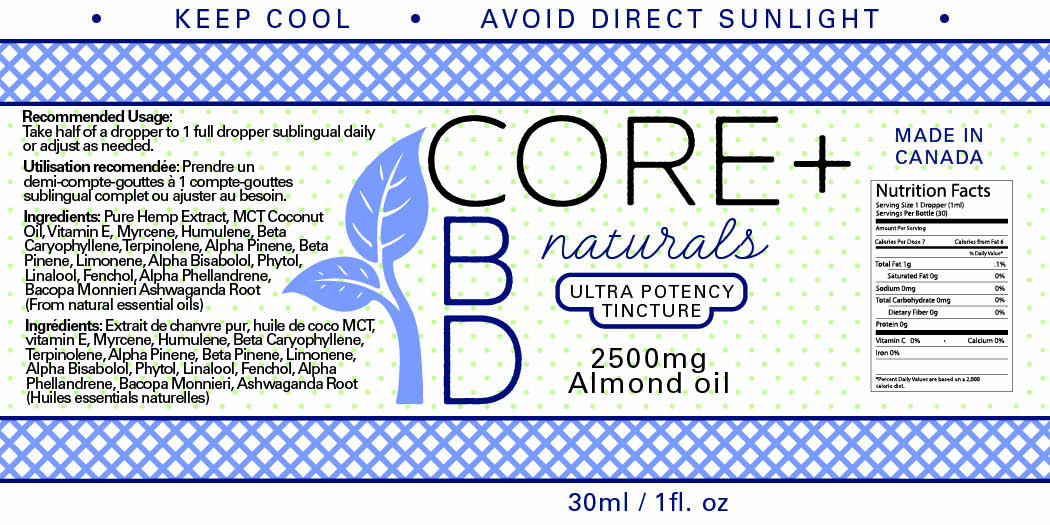 • KEEP COOL • AVOID DIRECT SUNLIGHT •
Recommended Usage:
Take half of a dropper to 1 full dropper sublingual daily
or adjust as needed.
Utilisation recomendée: Prendre un
demi-compte-gouttes à 1 compte-gouttes
sublingual complet ou ajuster au besoin.
Ingredients: Pure Hemp Extract, MCT Coconut
Oil, Vitamin E, Myrcene, Humulene, Beta
Caryophyllene, Terpinolene, Alpha Pinene, Beta
Pinene, Limonene, Alpha Bisabolol, Phytol,
Linalool, Fenchol, Alpha Phellandrene,
Bacopa Monnieri Ashwaganda Root
(From natural essential oils)
Ingrédients: Extrait de chanvre pur, huile de coco MCT,
vitamin E, Myrcene, Humulene, Beta Caryophyllene,
Terpinolene, Alpha Pinene, Beta Pinene, Limonene,
Alpha Bisabolol, Phytol, Linalool, Fenchol, Alpha
Phellandrene, Bacopa Monnieri, Ashwaganda Root
(Huiles essentials naturelles)
CORE+
B
D
naturals
ULTRA POTENCY
TINCTURE
2500mg
Almond oil
MADE IN
CANADA
Nutrition Facts
Serving Size 1 Dropper (1ml)
Servings Per Bottle (30)
Amount Per Serving
Calories Per Dose 7 Calories from Fat 6
% Daily Value*
Total Fat 1g .1%
Saturated Fat 0g 0%
Sodium 0mg 0%
Total Carbohydrate 0mg 0%
Dietary Fiber 0g 0%
Protein 0g
Vitamin C 0% • Calcium 0%
Iron 0%
*Percent Daily Values are based on a 2,000
calorie diet.
30ml / 1fl. oz